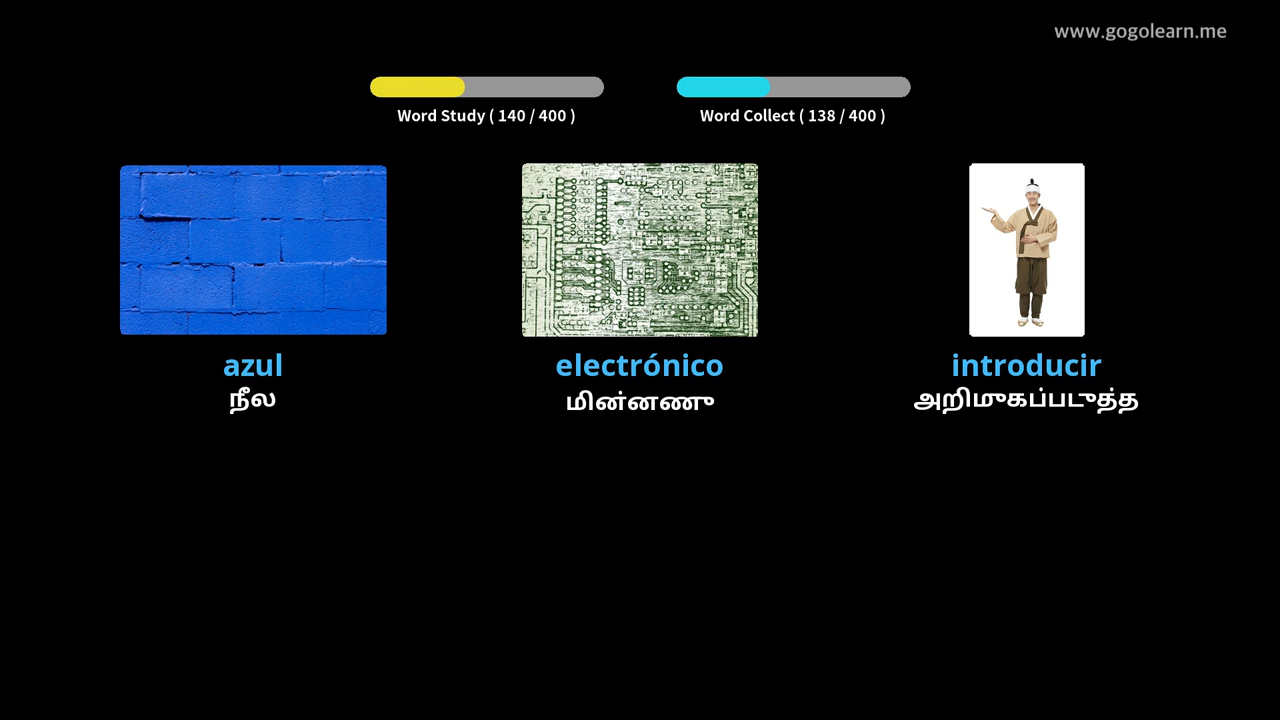 www.gogolearn.me
Word Study ( 140 / 400 )
Word Collect ( 138 / 400 )
azul
electrónico
introducir
நீல
மின்னணு
அறிமுகப்படுத்த